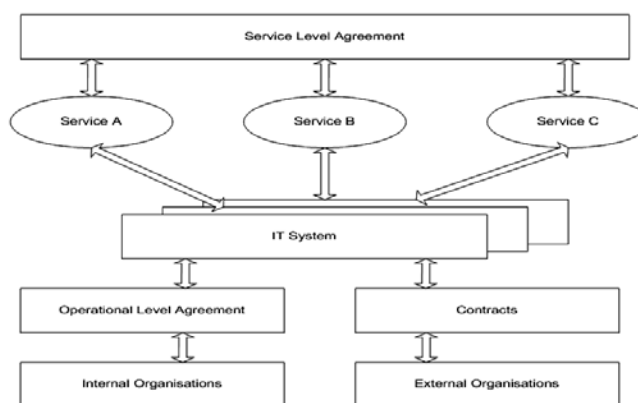 Service Level Agreement
Service A
Service B
Service C
IT System
Operational Level Agreement
Contracts
Internal Organisations
External Organisations